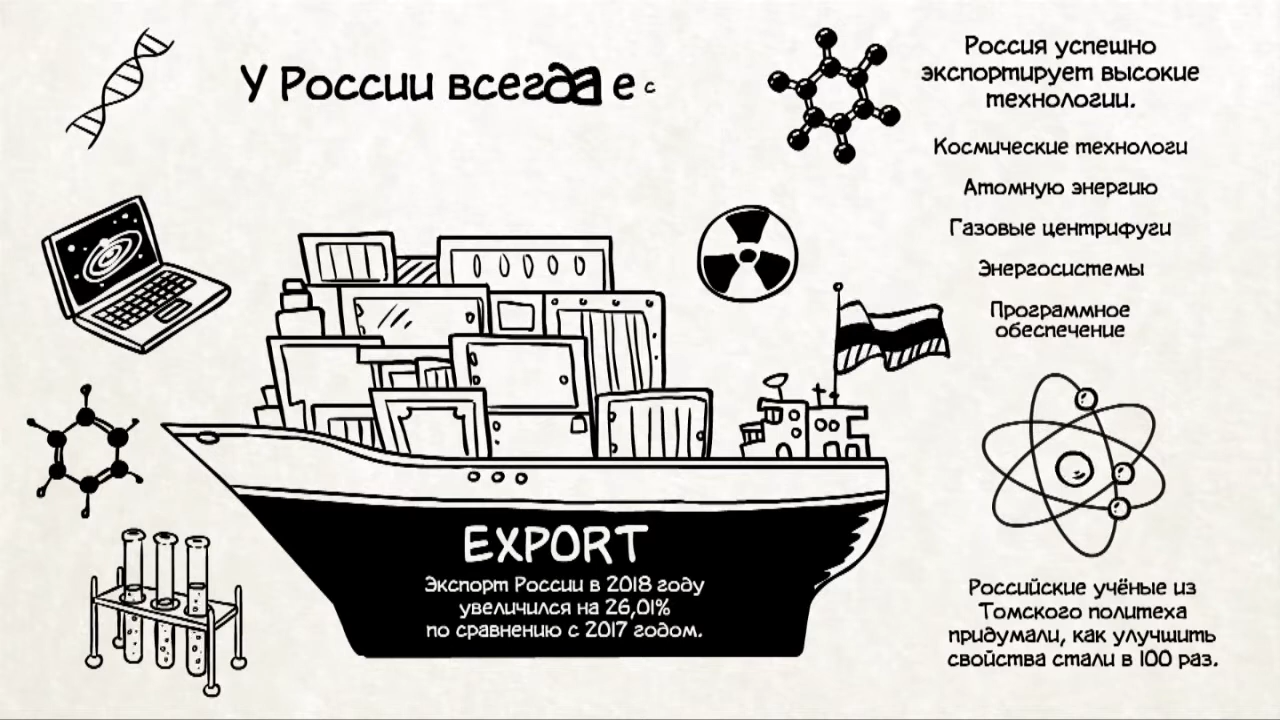 У России всегда е с
Россия успешно
экспортирует высокие
технологии.
Космические технологи
Атомную энергию
Газовые центрифуги
Энергосистемы
Программное
обеспечение
EXPORT
Экспорт России в 2018 году
увеличился на 26,01%
по сравнению с 2017 годом.
Российские учёные из
Томского политеха
придумали, как улучшить
свойства стали в 100 раз.